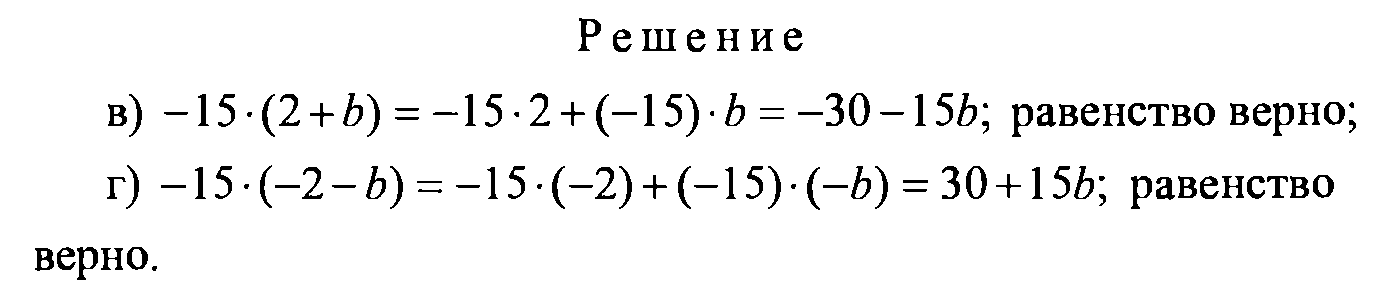 Решение
в) −15·(2+b) = −15·2+(−15)·b = −30−15b; равенство верно;
г) −15·(−2−b) = −15·(−2)+(−15)·(−b) = 30+15b; равенство
верно.